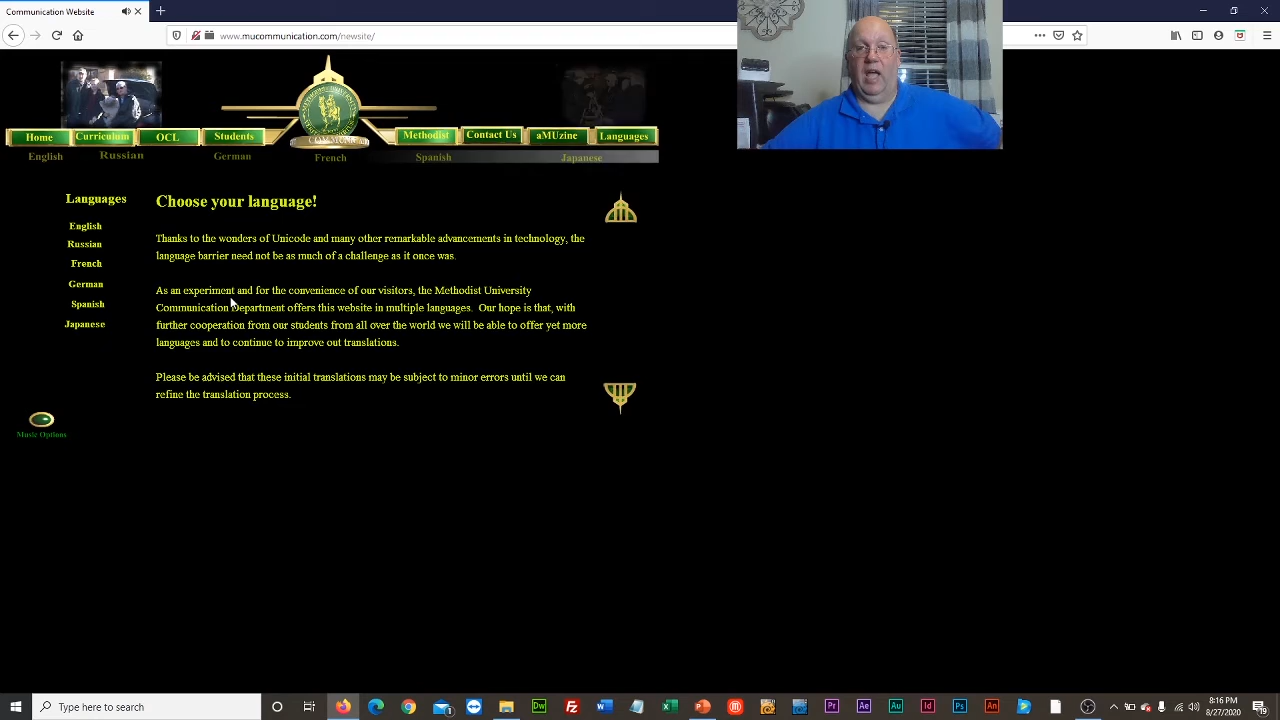 Communication Website
www.mucommunication.com/newsite/
Home
Curriculum
OCL
Students
Methodist
Contact Us
aMUzine
Languages
English
Russian
German
French
Spanish
Japanese
Languages
English
Russian
French
German
Spanish
Japanese
Choose your language!
Thanks to the wonders of Unicode and many other remarkable advancements in technology, the
language barrier need not be as much of a challenge as it once was.
As an experiment and for the convenience of our visitors, the Methodist University
Communication Department offers this website in multiple languages.  Our hope is that, with
further cooperation from our students from all over the world we will be able to offer yet more
languages and to continue to improve out translations.
Please be advised that these initial translations may be subject to minor errors until we can
refine the translation process.
Music Options
Type here to search
Dw
Pr
Ae
Au
Id
Ps
An
8:16 PM
8/27/2020